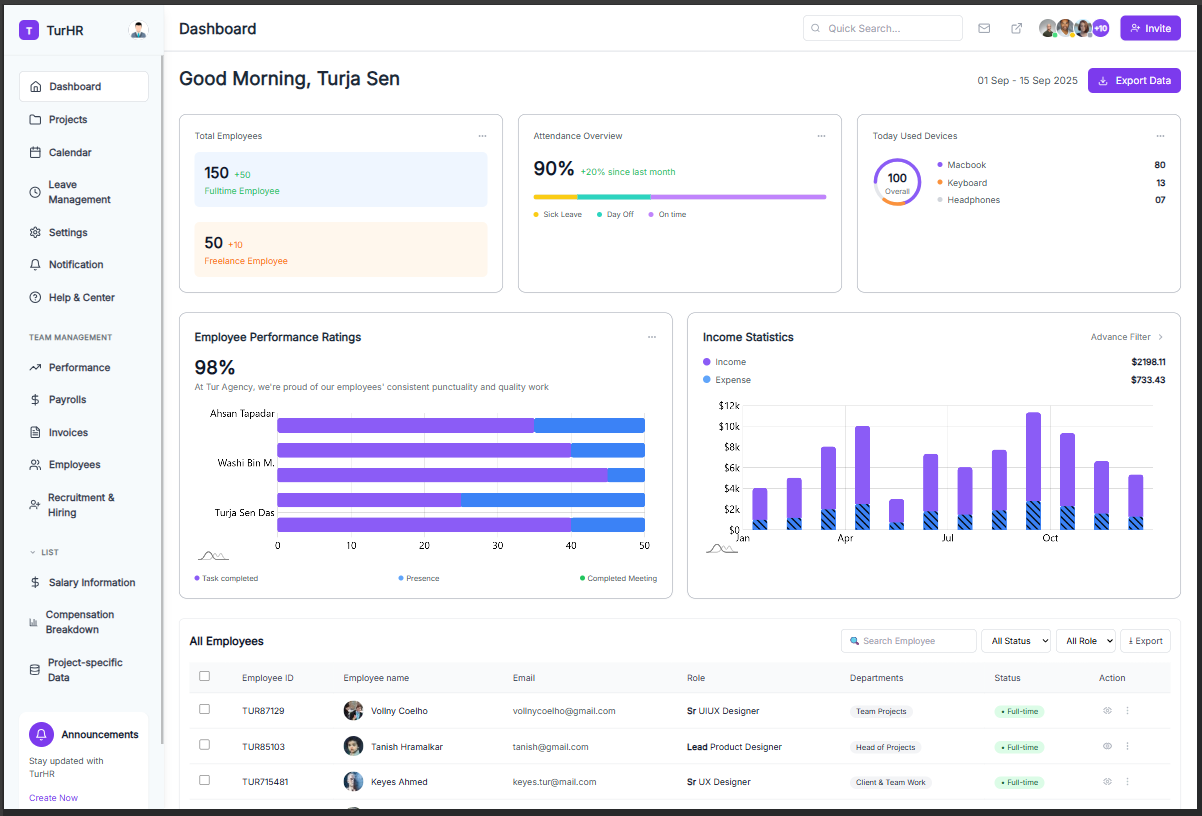 T TurHR
Dashboard
Projects
Calendar
Leave
Management
Settings
Notification
Help & Center
TEAM MANAGEMENT
Performance
Payrolls
Invoices
Employees
Recruitment &
Hiring
LIST
Salary Information
Compensation
Breakdown
Project-specific
Data
Announcements
Stay updated with
TurHR
Create Now
Dashboard
Quick Search...
+10
Invite
Good Morning, Turja Sen
01 Sep - 15 Sep 2025
Export Data
Total Employees
150 +50
Fulltime Employee
50 +10
Freelance Employee
Attendance Overview
90% +20% since last month
Sick Leave Day Off On time
Today Used Devices
100
Overall
Macbook 80
Keyboard 13
Headphones 07
Employee Performance Ratings
98%
At Tur Agency, we're proud of our employees' consistent punctuality and quality work
Ahsan Tapadar
Washi Bin M.
Turja Sen Das
0 10 20 30 40 50
Task completed Presence Completed Meeting
Income Statistics
Advance Filter
Income $2198.11
Expense $733.43
$12k
$10k
$8k
$6k
$4k
$2k
$0
Jan Apr Jul Oct
All Employees
Search Employee
All Status
All Role
Export
Employee ID Employee name Email Role Departments Status Action
TUR87129 Vollny Coelho vollnycoelho@gmail.com Sr UIUX Designer Team Projects • Full-time
TUR85103 Tanish Hramalkar tanish@gmail.com Lead Product Designer Head of Projects • Full-time
TUR715481 Keyes Ahmed keyes.tur@mail.com Sr UX Designer Client & Team Work • Full-time